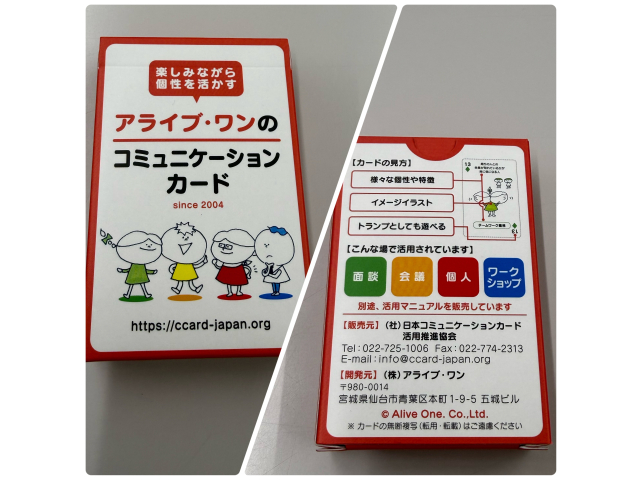 楽しみながら
個性を活かす
アライブ・ワンの
コミュニケーション
カード
since 2004
https://ccard-japan.org
【カードの見方】
13
様々な個性や特徴
イメージイラスト
トランプとしても遊べる
チームワーク重視
13
【こんな場で活用されています】
面談
会議
個人
ワーク
ショップ
別途、活用マニュアルを販売しています
【販売元】（社）日本コミュニケーションカード
活用推進協会
Tel：022-725-1006 Fax：022-774-2313
E-mail：info@ccard-japan.org
【開発元】（株）アライブ・ワン
〒980-0014
宮城県仙台市青葉区本町1-9-5 五城ビル
© Alive One. Co.,Ltd.
※ カードの無断複写（転用・転載）はご遠慮ください